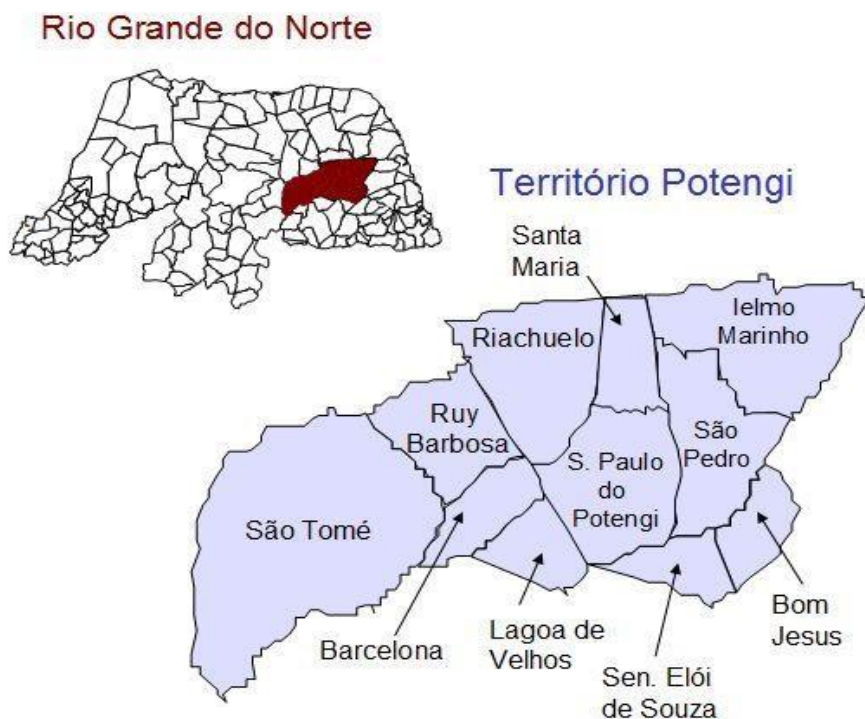 Rio Grande do Norte
Território Potengi
Santa
Maria
Ielmo
Marinho
Riachuelo
Ruy
Barbosa
São
Pedro
S. Paulo
do
Potengi
São Tomé
Barcelona
Lagoa de
Velhos
Sen. Elói
de Souza
Bom
Jesus